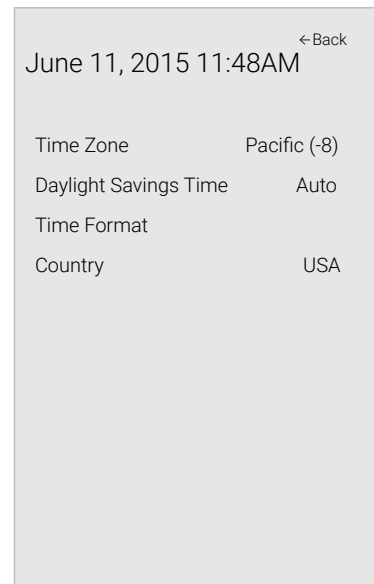 ←Back
June 11, 2015 11:48AM
Time Zone Pacific (-8)
Daylight Savings Time Auto
Time Format
Country USA